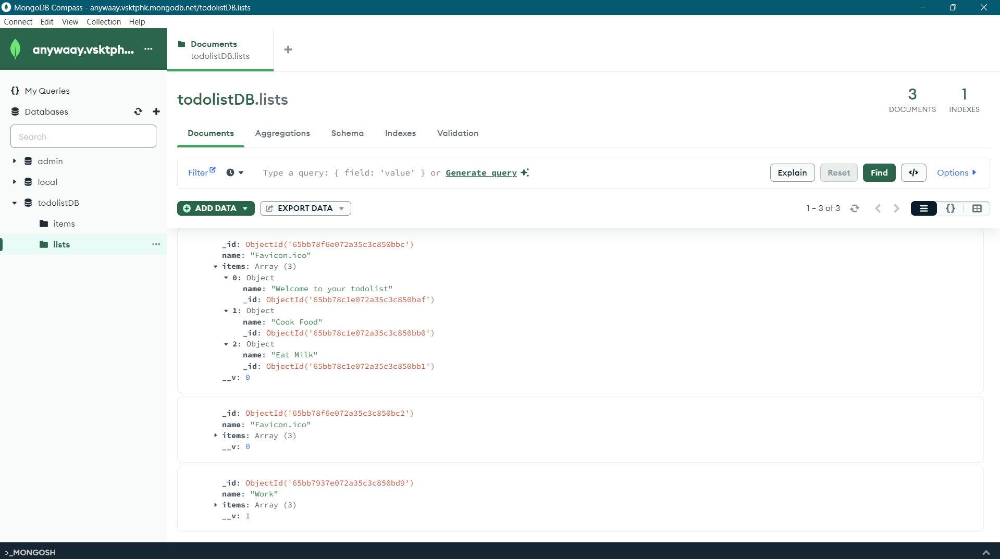 MongoDB Compass - anywaay.vsktphk.mongodb.net/todolistDB.lists
Connect Edit View Collection Help
anywaay.vsktph...
Documents
todolistDB.lists
My Queries
Databases
Search
admin
local
todolistDB
items
lists
todolistDB.lists
3
DOCUMENTS
1
INDEXES
Documents Aggregations Schema Indexes Validation
Filter Type a query: { field: 'value' } or Generate query Explain Reset Find </> Options
ADD DATA EXPORT DATA 1 – 3 of 3 {}
_id: ObjectId('65bb78f6e072a35c3c850bbc')
name: "Favicon.ico"
items: Array (3)
0: Object
name: "Welcome to your todolist"
_id: ObjectId('65bb78c1e072a35c3c850baf')
1: Object
name: "Cook Food"
_id: ObjectId('65bb78c1e072a35c3c850bb0')
2: Object
name: "Eat Milk"
_id: ObjectId('65bb78c1e072a35c3c850bb1')
__v: 0
_id: ObjectId('65bb78f6e072a35c3c850bc2')
name: "Favicon.ico"
items: Array (3)
__v: 0
_id: ObjectId('65bb7937e072a35c3c850bd9')
name: "Work"
items: Array (3)
__v: 1
>_MONGOSH